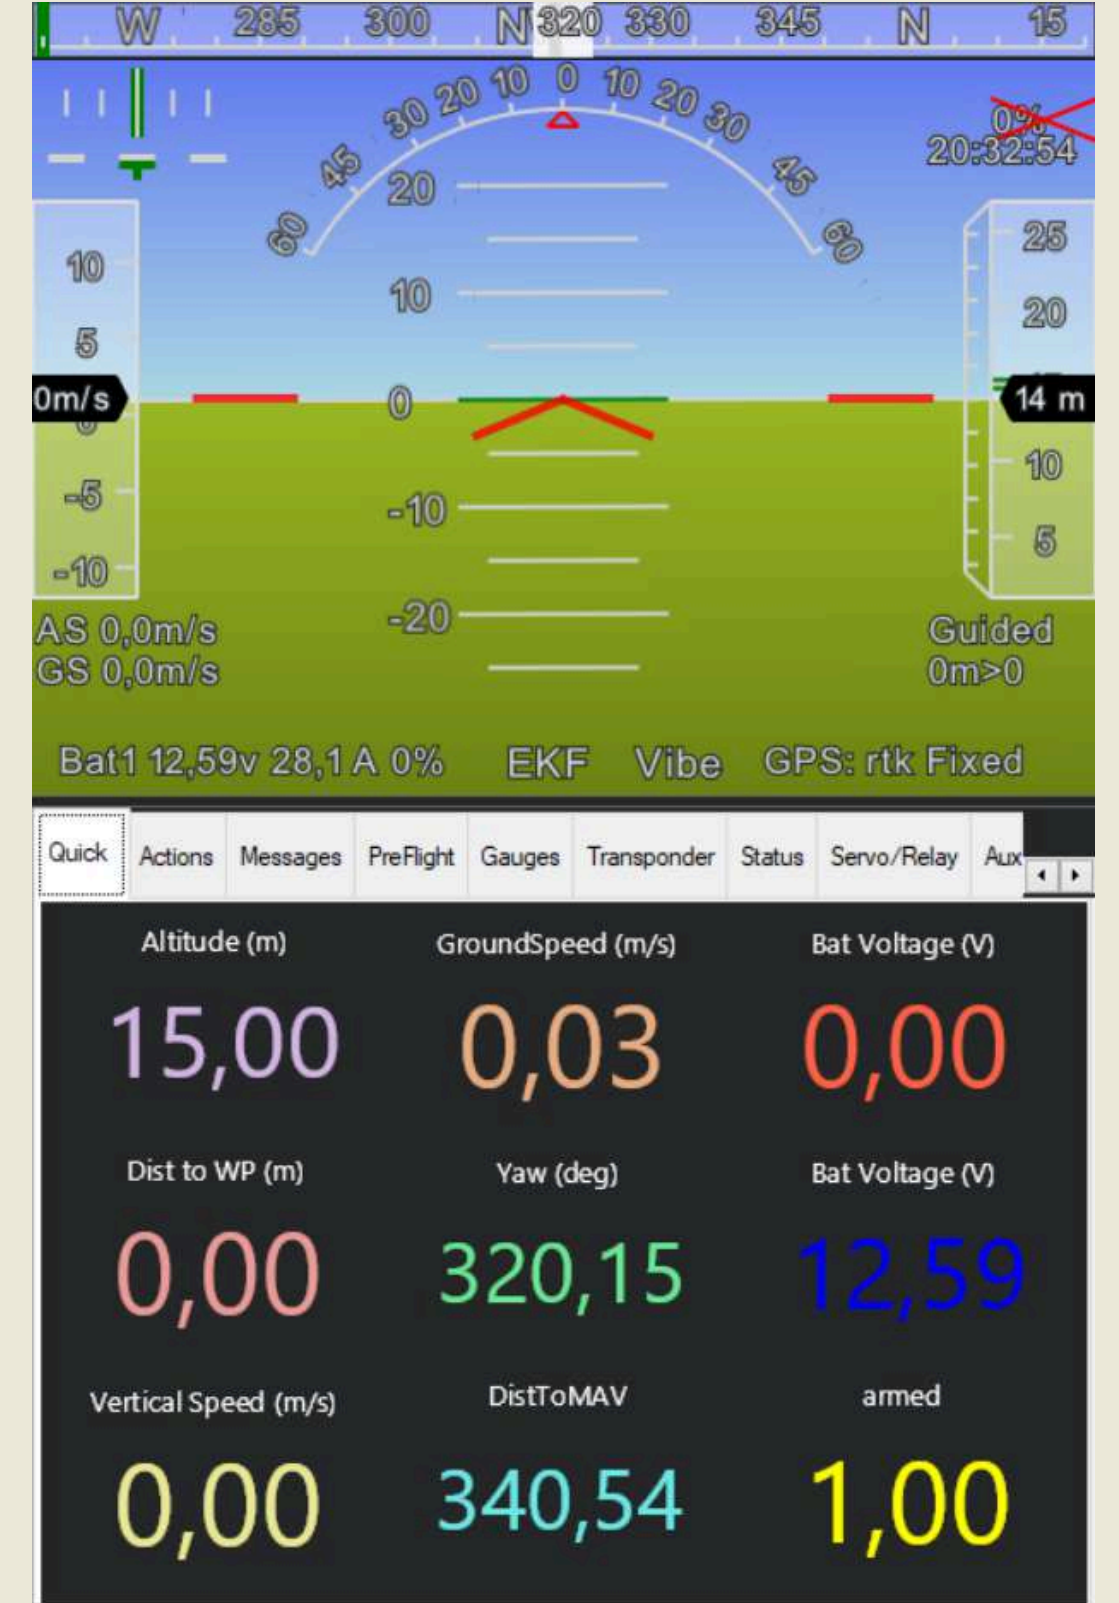 W 285 300 N 320 330 345 N 15
60 45 30 20 10 0 10 20 30 45 60
0%
20:32:54
10
5
0m/s
0
-5
-10
20
10
0
-10
-20
25
20
14 m
10
5
AS 0,0m/s
GS 0,0m/s
Guided
0m>0
Bat1 12,59v 28,1 A 0% EKF Vibe GPS: rtk Fixed
Quick Actions Messages PreFlight Gauges Transponder Status Servo/Relay Aux
Altitude (m) GroundSpeed (m/s) Bat Voltage (V)
15,00 0,03 0,00
Dist to WP (m) Yaw (deg) Bat Voltage (V)
0,00 320,15 12,59
Vertical Speed (m/s) DistToMAV armed
0,00 340,54 1,00